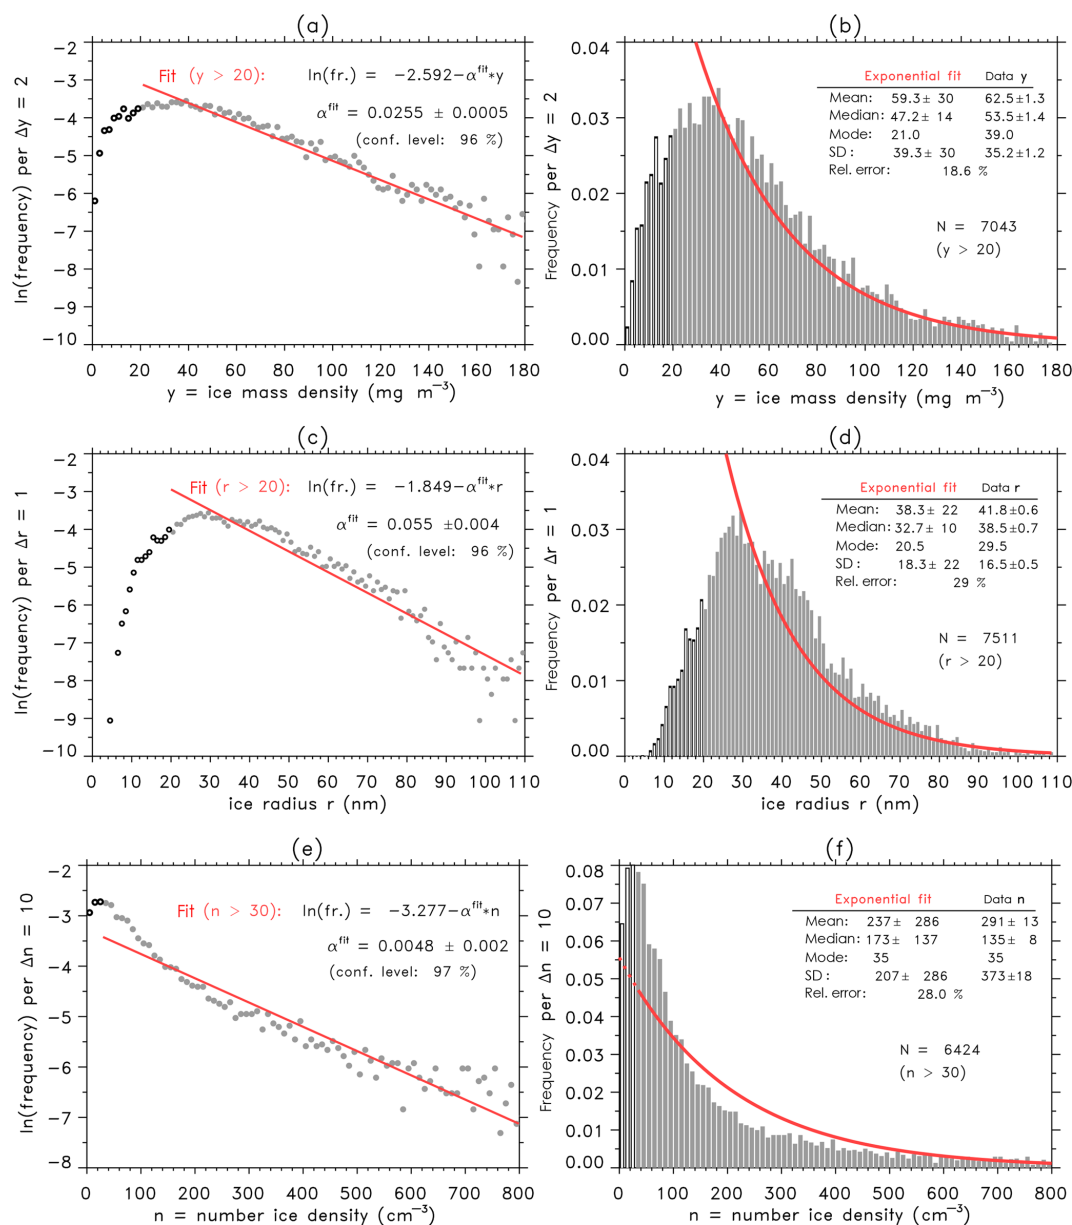 (a)
ln(frequency) per Δy = 2
−2
−3
−4
−5
−6
−7
−8
−9
−10
Fit (y > 20): ln(fr.) = −2.592−α^fit*y
α^fit = 0.0255 ± 0.0005
(conf. level: 96 %)
0 20 40 60 80 100 120 140 160 180
y = ice mass density (mg m⁻³)
(b)
Frequency per Δy = 2
0.04
0.03
0.02
0.01
0.00
Exponential fit Data y
Mean: 59.3± 30 62.5±1.3
Median: 47.2± 14 53.5±1.4
Mode: 21.0 39.0
SD : 39.3± 30 35.2±1.2
Rel. error: 18.6 %
N = 7043
(y > 20)
0 20 40 60 80 100 120 140 160 180
y = ice mass density (mg m⁻³)
(c)
ln(frequency) per Δr = 1
−2
−3
−4
−5
−6
−7
−8
−9
−10
Fit (r > 20): ln(fr.) = −1.849−α^fit*r
α^fit = 0.055 ±0.004
(conf. level: 96 %)
0 10 20 30 40 50 60 70 80 90 100 110
ice radius r (nm)
(d)
Frequency per Δr = 1
0.04
0.03
0.02
0.01
0.00
Exponential fit Data r
Mean: 38.3± 22 41.8±0.6
Median: 32.7± 10 38.5±0.7
Mode: 20.5 29.5
SD : 18.3± 22 16.5±0.5
Rel. error: 29 %
N = 7511
(r > 20)
0 10 20 30 40 50 60 70 80 90 100 110
ice radius r (nm)
(e)
ln(frequency) per Δn = 10
−2
−3
−4
−5
−6
−7
−8
Fit (n > 30): ln(fr.) = −3.277−α^fit*n
α^fit = 0.0048 ± 0.002
(conf. level: 97 %)
0 100 200 300 400 500 600 700 800
n = number ice density (cm⁻³)
(f)
Frequency per Δn = 10
0.08
0.07
0.06
0.05
0.04
0.03
0.02
0.01
0.00
Exponential fit Data n
Mean: 237± 286 291± 13
Median: 173± 137 135± 8
Mode: 35 35
SD : 207± 286 373±18
Rel. error: 28.0 %
N = 6424
(n > 30)
0 100 200 300 400 500 600 700 800
n = number ice density (cm⁻³)